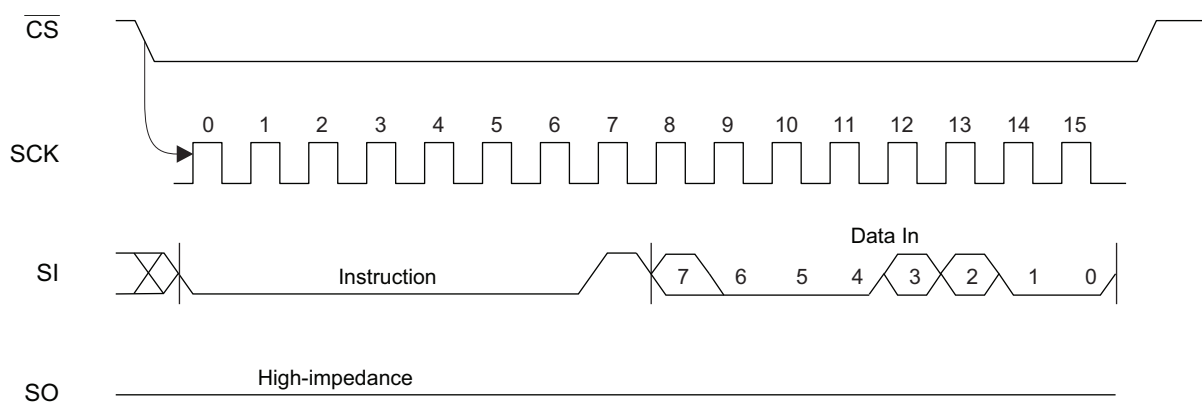 CS
SCK
0 1 2 3 4 5 6 7 8 9 10 11 12 13 14 15
SI
Instruction
Data In
7 6 5 4 3 2 1 0
SO
High-impedance